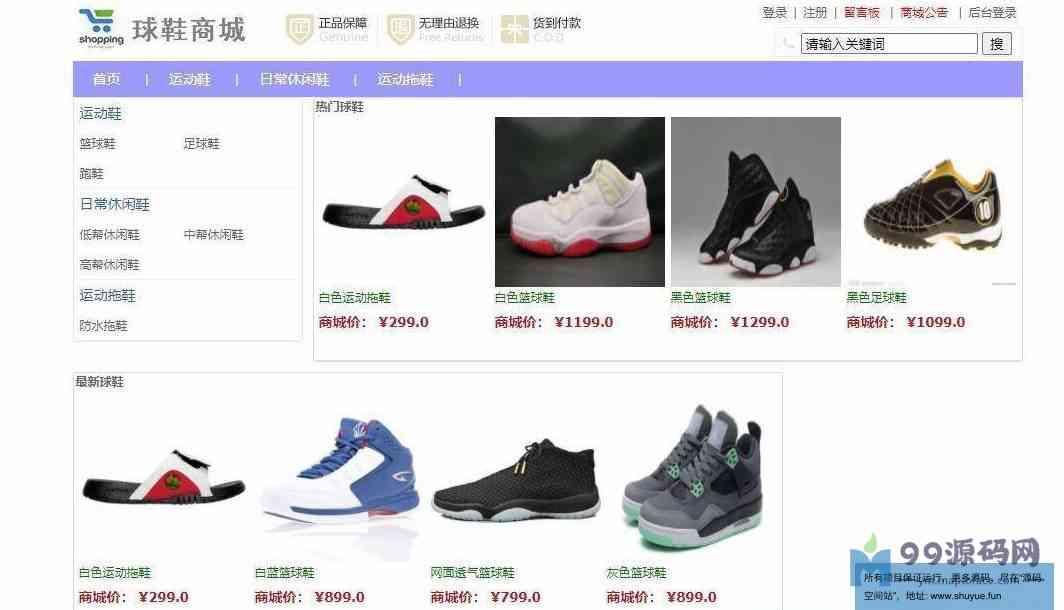 shopping
球鞋商城
正品保障
Genuine
无理由退换
Free Returns
货到付款
C.O.D
登录 | 注册 | 留言板 | 商城公告 | 后台登录
请输入关键词 搜
首页 | 运动鞋 | 日常休闲鞋 | 运动拖鞋 |
运动鞋
篮球鞋 足球鞋
跑鞋
日常休闲鞋
低帮休闲鞋 中帮休闲鞋
高帮休闲鞋
运动拖鞋
防水拖鞋
热门球鞋
10
白色运动拖鞋 白色篮球鞋 黑色篮球鞋 黑色足球鞋
商城价: ¥299.0 商城价: ¥1199.0 商城价: ¥1299.0 商城价: ¥1099.0
最新球鞋
白色运动拖鞋 白蓝篮球鞋 网面透气篮球鞋 灰色篮球鞋
商城价: ¥299.0 商城价: ¥899.0 商城价: ¥799.0 商城价: ¥899.0
99源码网
所有项目保证运行, 更多源码, 尽在"源码
空间站", 地址: www.shuyue.fun